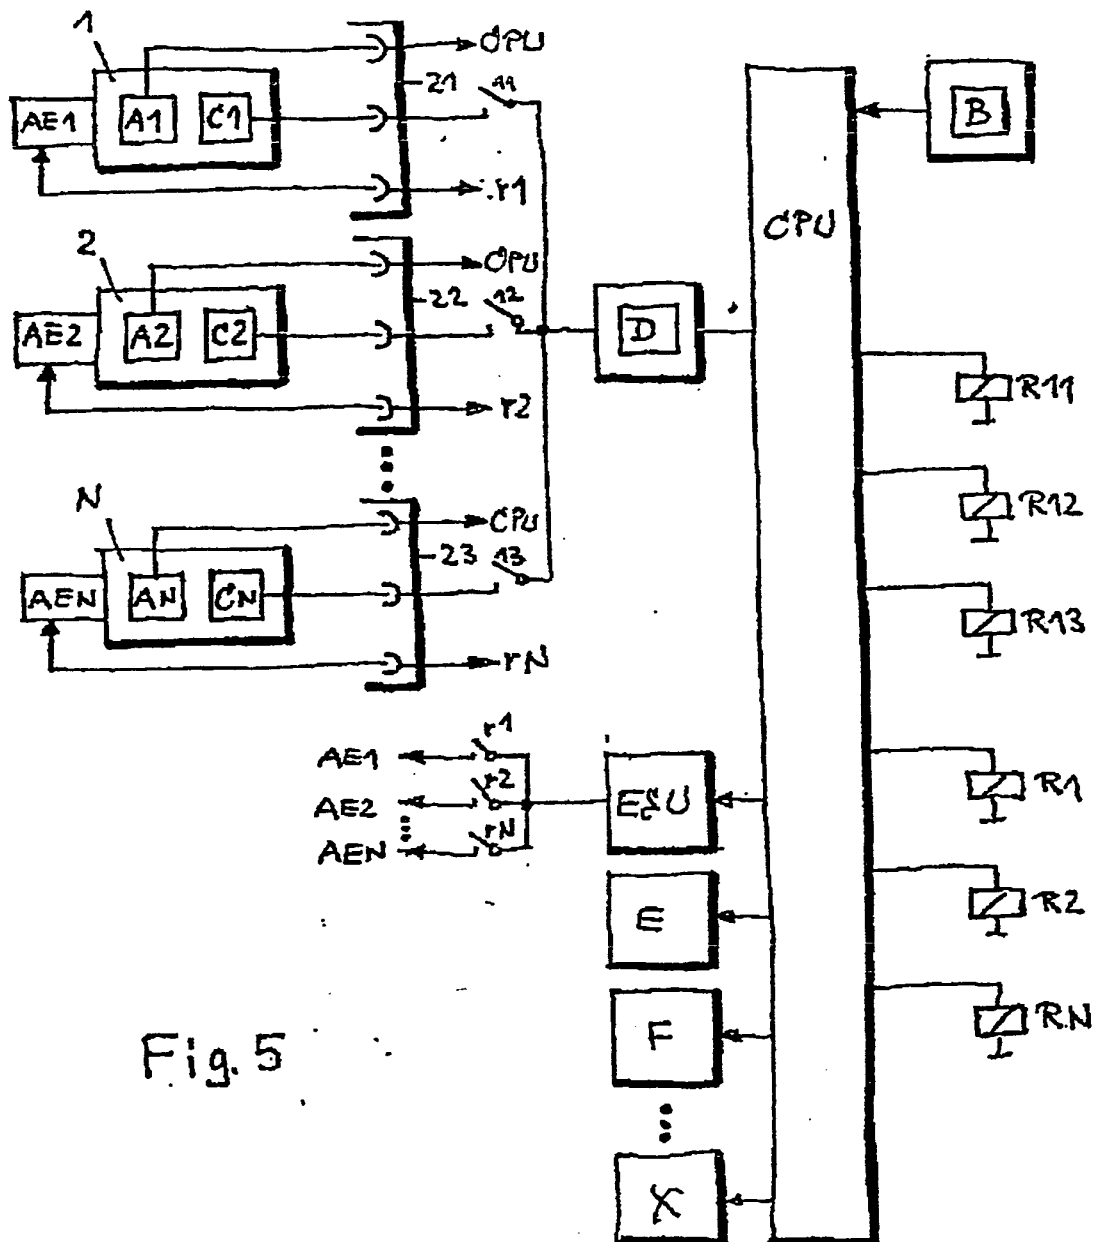 1
CPU
21
11
AE1
A1
C1
r1
2
CPU
22
12
AE2
A2
C2
r2
N
CPU
23
13
AEN
AN
CN
rN
D
CPU
B
R11
R12
R13
R1
R2
RN
AE1
r1
AE2
r2
AEN
rN
E
F
X
Fig. 5